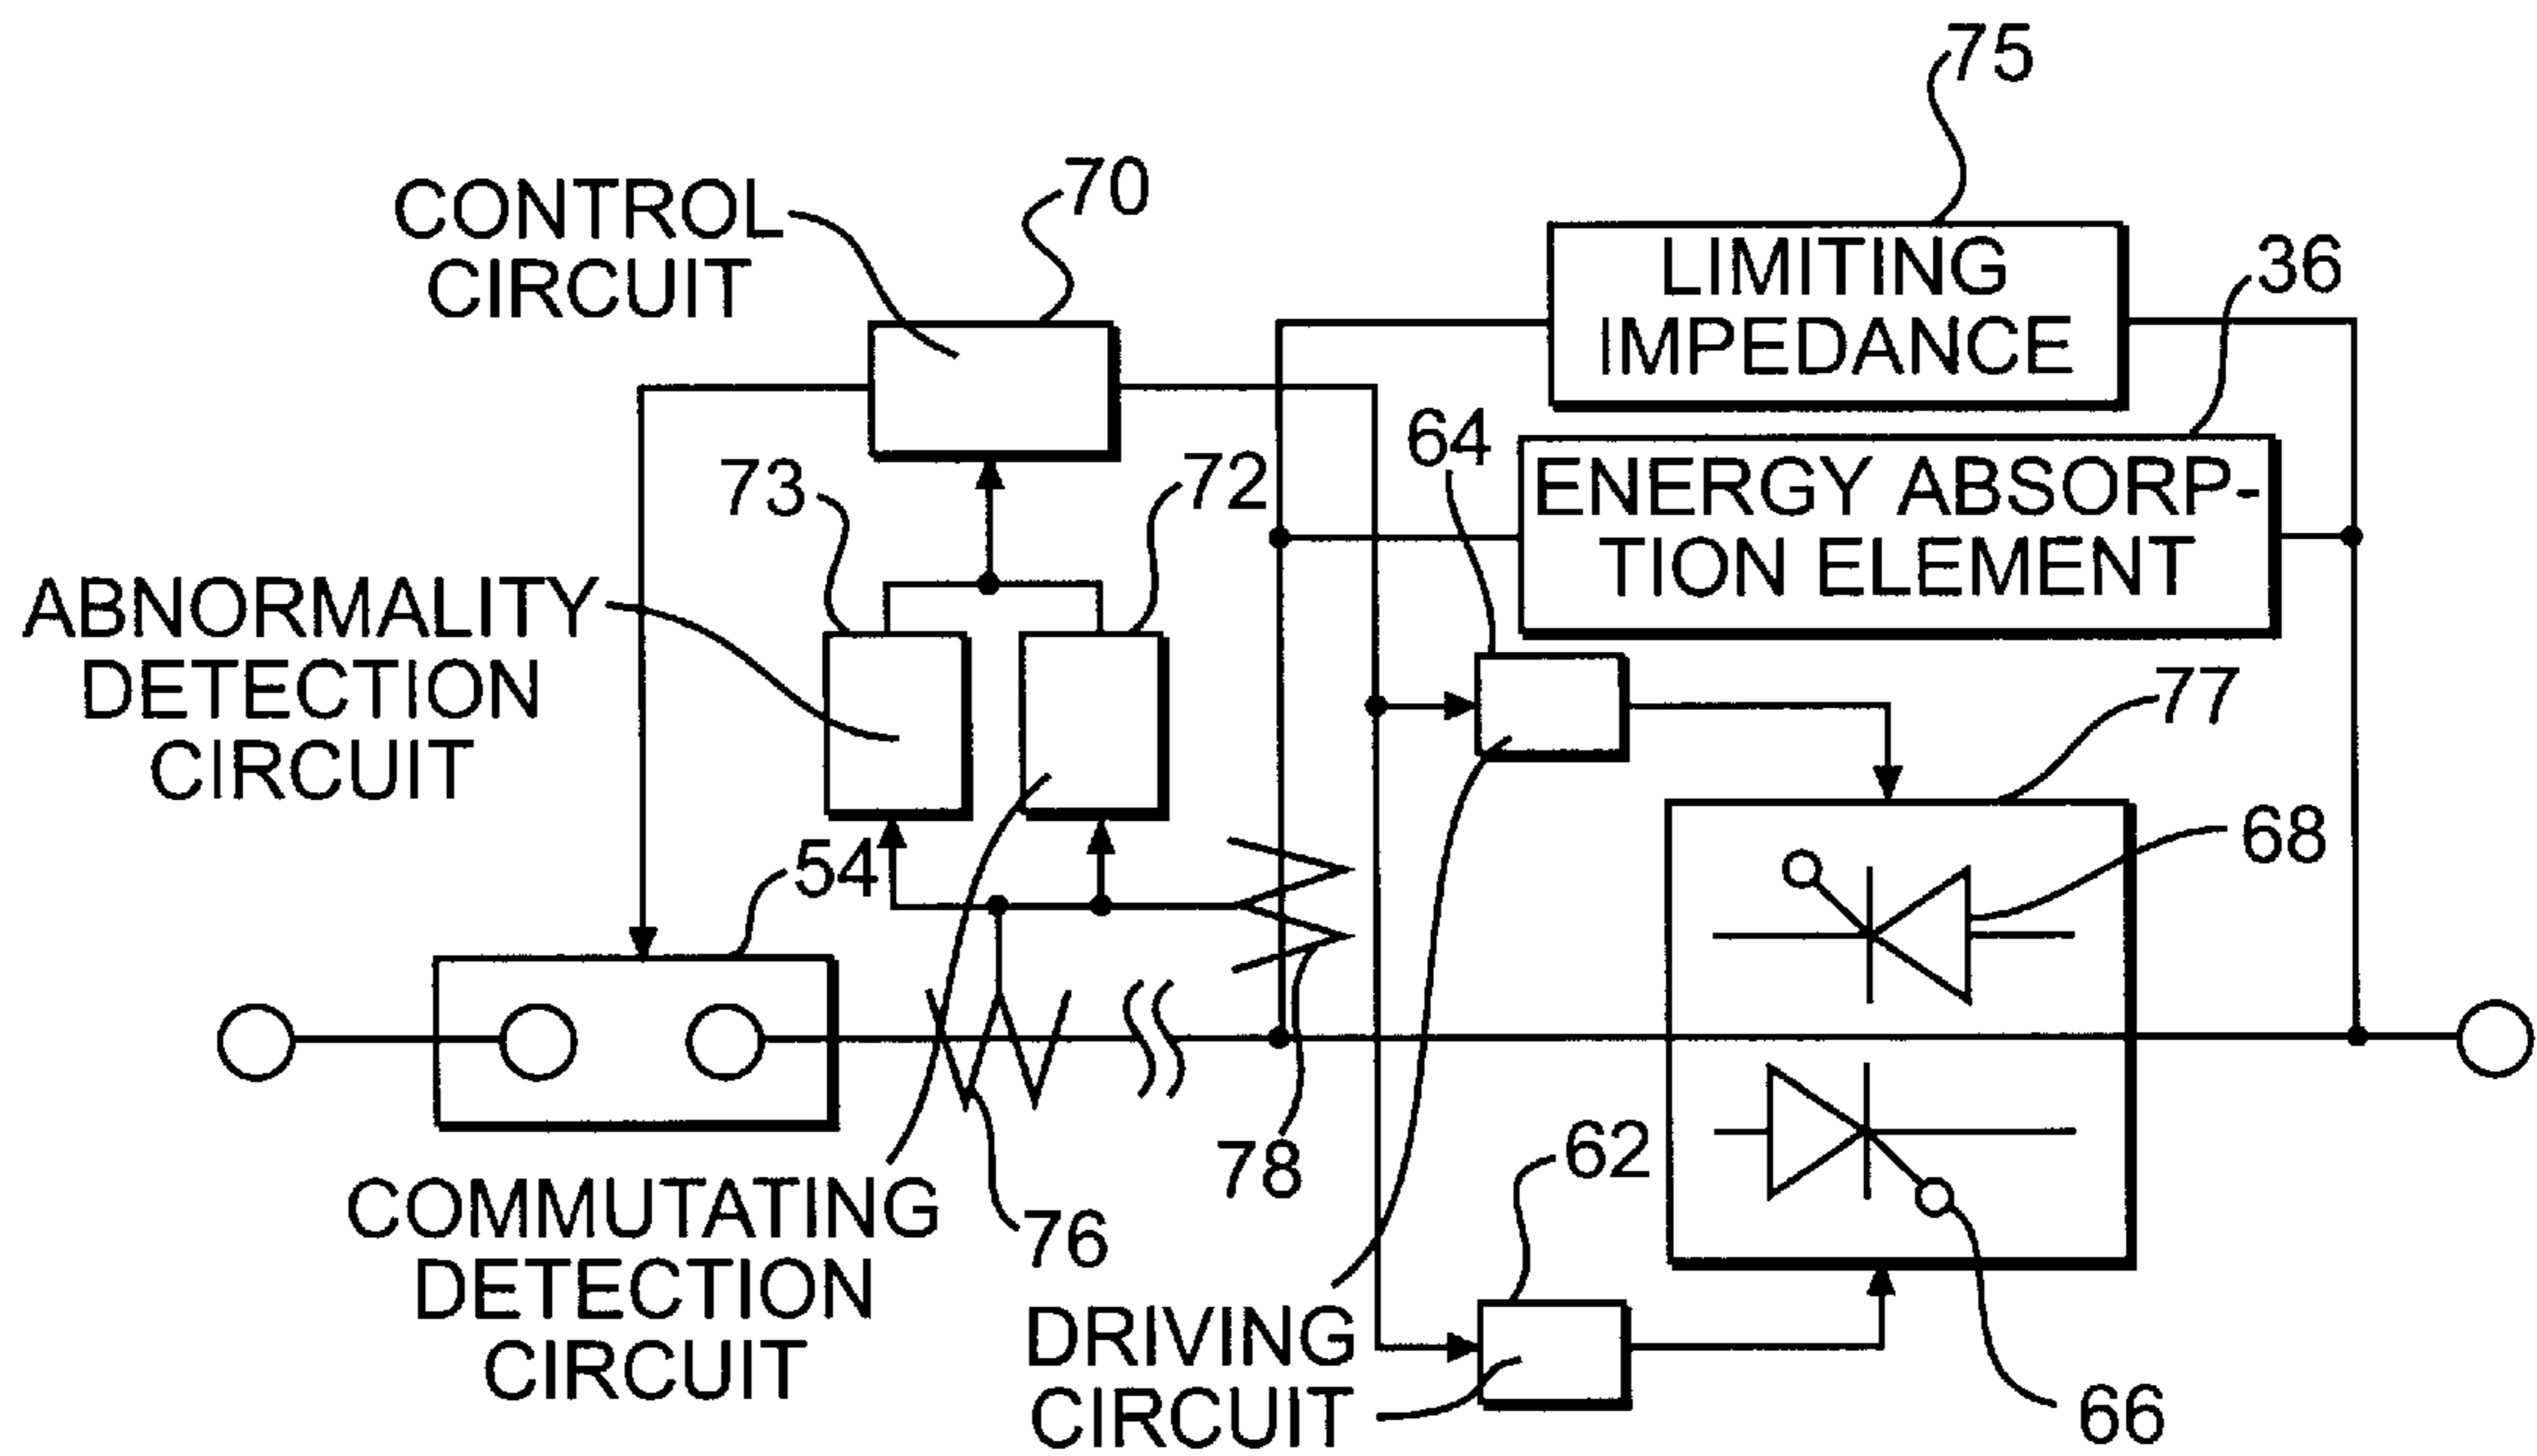 75
70
CONTROL
CIRCUIT
LIMITING
IMPEDANCE
36
64
73
72
ENERGY ABSORP-
TION ELEMENT
ABNORMALITY
DETECTION
CIRCUIT
77
54
68
78
62
COMMUTATING
DETECTION
CIRCUIT
76
DRIVING
CIRCUIT
66